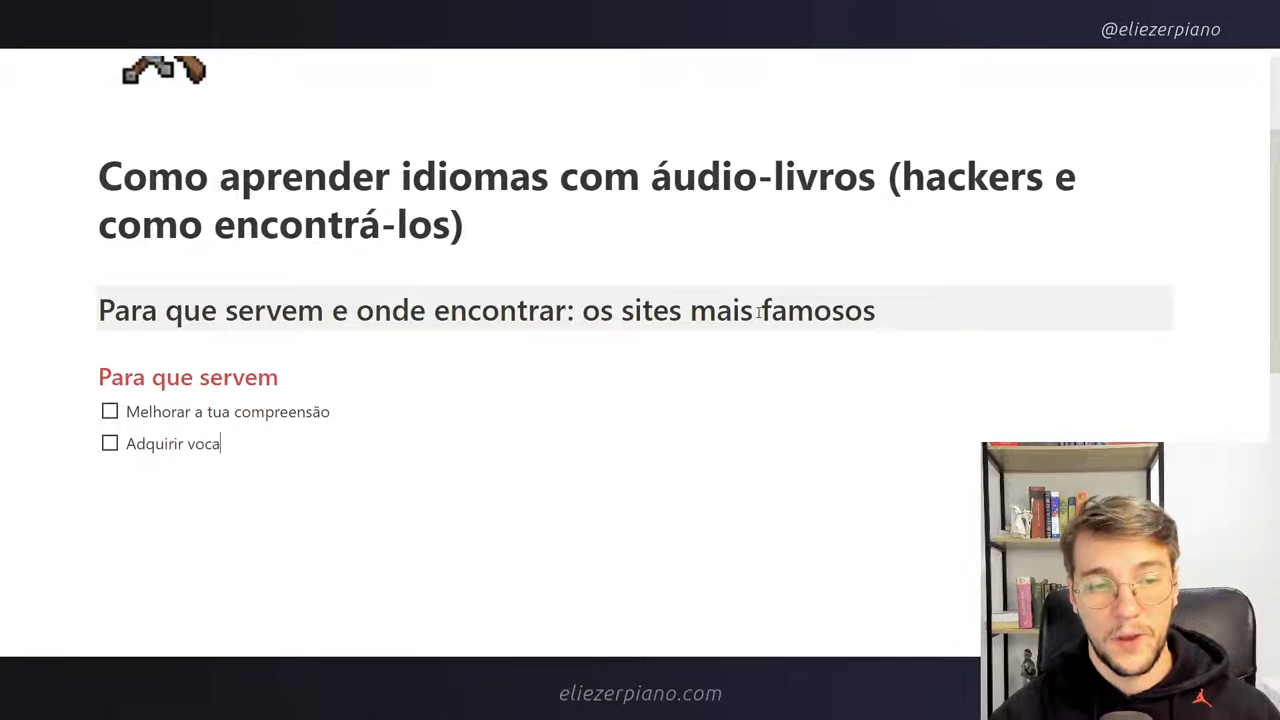 @eliezerpiano
Como aprender idiomas com áudio-livros (hackers e
como encontrá-los)
Para que servem e onde encontrar: os sites mais famosos
Para que servem
Melhorar a tua compreensão
Adquirir voca
eliezerpiano.com